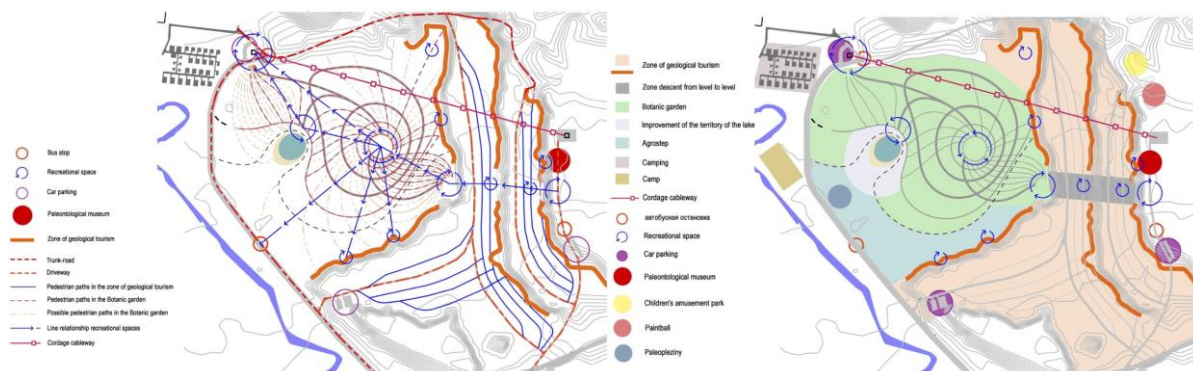 Bus stop
Recreational space
Car parking
Paleontological museum
Zone of geological tourism
Trunk-road
Driveway
Pedestrian paths in the zone of geological tourism
Pedestrian paths in the Botanic garden
Possible pedestrian paths in the Botanic garden
Line relationship recreational spaces
Cordage cableway
Zone of geological tourism
Zone descent from level to level
Botanic garden
Improvement of the territory of the lake
Agrostep
Camping
Camp
Cordage cableway
автобусная остановка
Recreational space
Car parking
Paleontological museum
Children's amusement park
Paintball
Paleopleziny